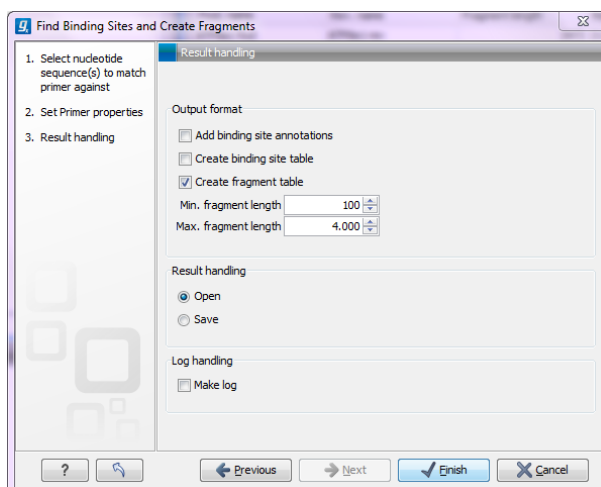 Find Binding Sites and Create Fragments
1. Select nucleotide
sequence(s) to match
primer against
2. Set Primer properties
3. Result handling
Result handling
Output format
Add binding site annotations
Create binding site table
Create fragment table
Min. fragment length 100
Max. fragment length 4.000
Result handling
Open
Save
Log handling
Make log
? Previous Next Finish Cancel